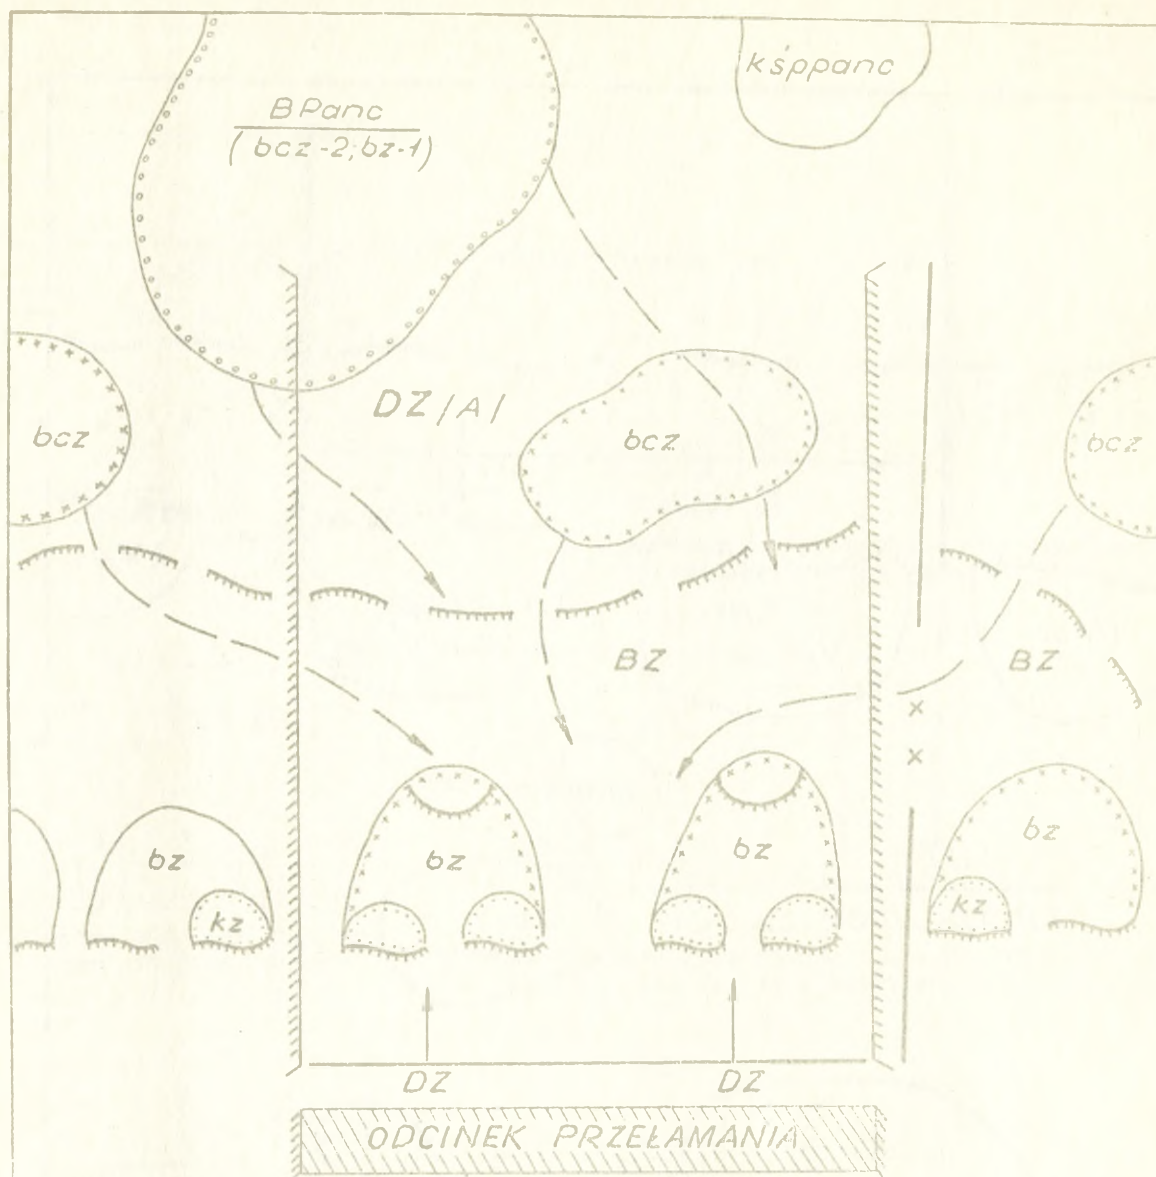 kśppanc
BPanc
(bcz-2; bz-1)
DZ /A/
bcz
bcz
bcz
BZ
BZ
bz
bz
bz
bz
kz
kz
DZ
DZ
ODCINEK PRZEŁAMANIA